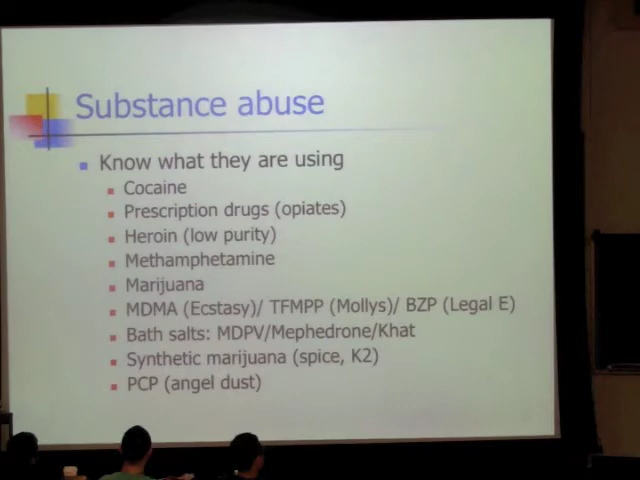 Substance abuse
Know what they are using
Cocaine
Prescription drugs (opiates)
Heroin (low purity)
Methamphetamine
Marijuana
MDMA (Ecstasy)/ TFMPP (Mollys)/ BZP (Legal E)
Bath salts: MDPV/Mephedrone/Khat
Synthetic marijuana (spice, K2)
PCP (angel dust)